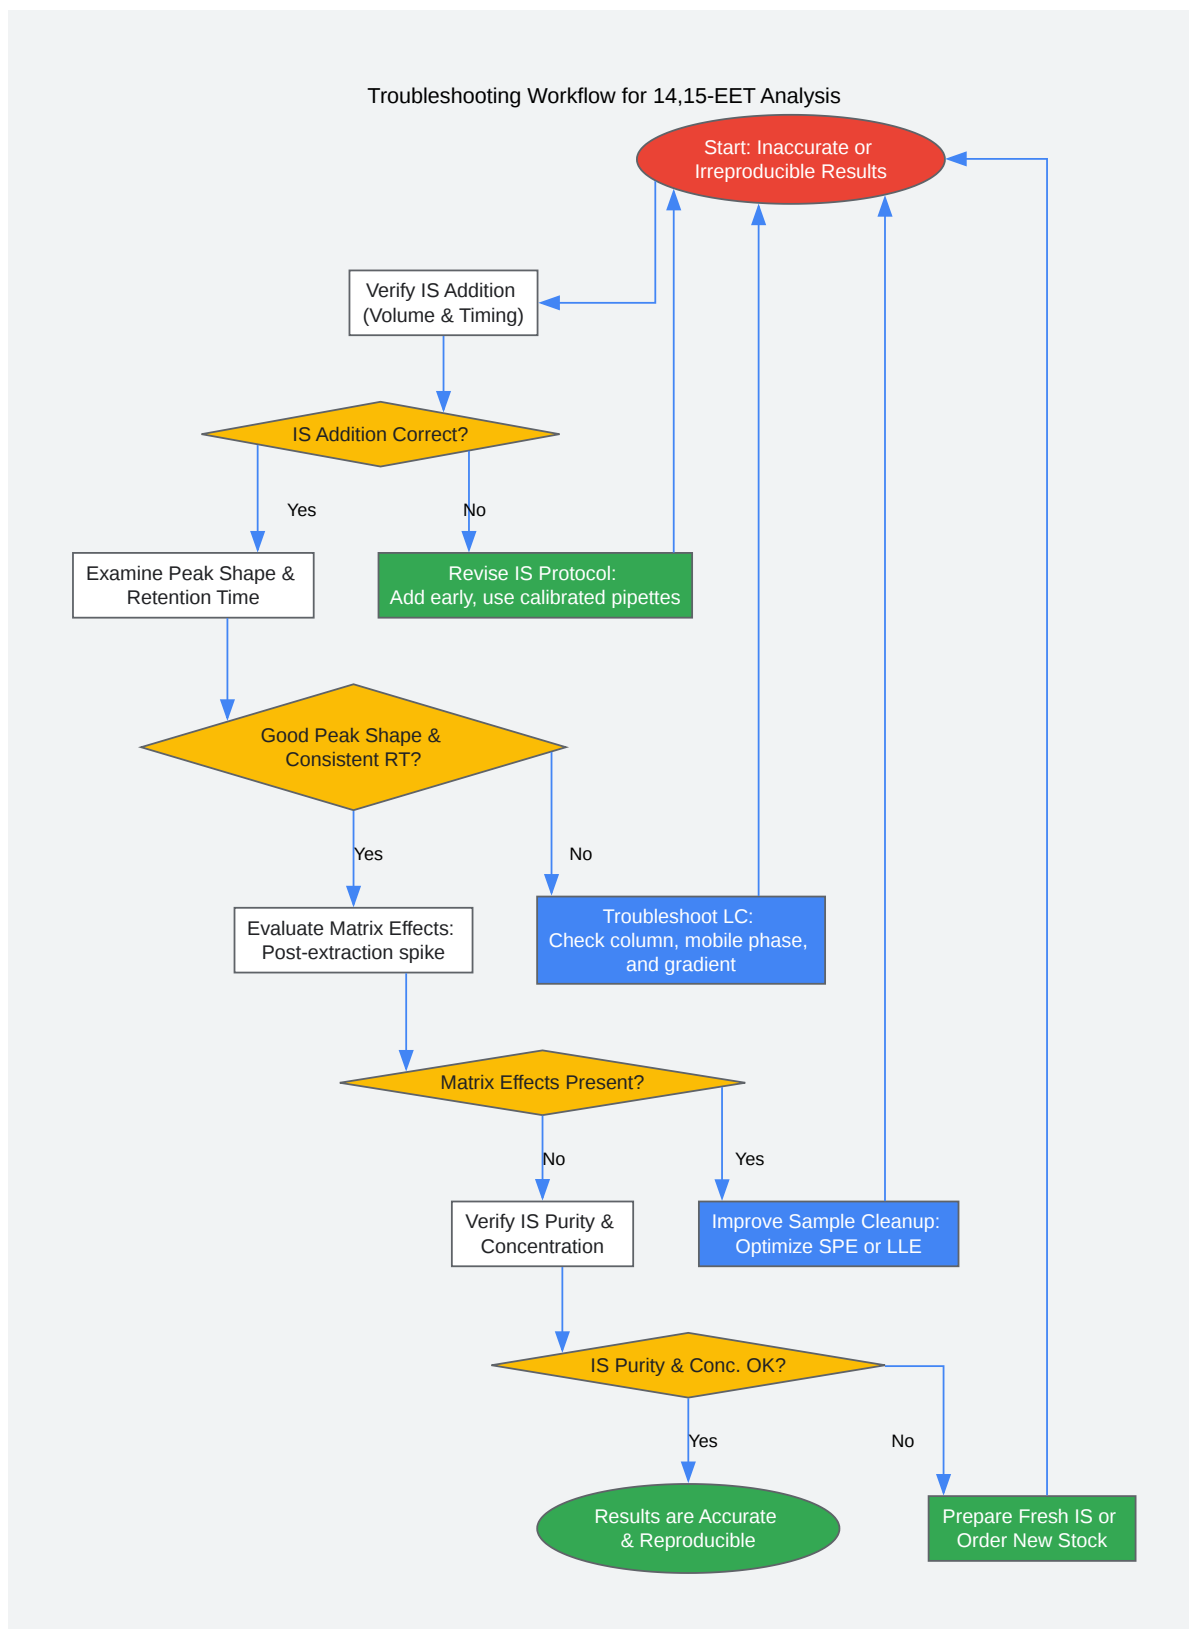 Troubleshooting Workflow for 14,15-EET Analysis
Start: Inaccurate or
Irreproducible Results
Verify IS Addition
(Volume & Timing)
IS Addition Correct?
Yes
No
Examine Peak Shape &
Retention Time
Revise IS Protocol:
Add early, use calibrated pipettes
Good Peak Shape &
Consistent RT?
Yes
No
Evaluate Matrix Effects:
Post-extraction spike
Troubleshoot LC:
Check column, mobile phase,
and gradient
Matrix Effects Present?
No
Yes
Verify IS Purity &
Concentration
Improve Sample Cleanup:
Optimize SPE or LLE
IS Purity & Conc. OK?
Yes
No
Results are Accurate
& Reproducible
Prepare Fresh IS or
Order New Stock